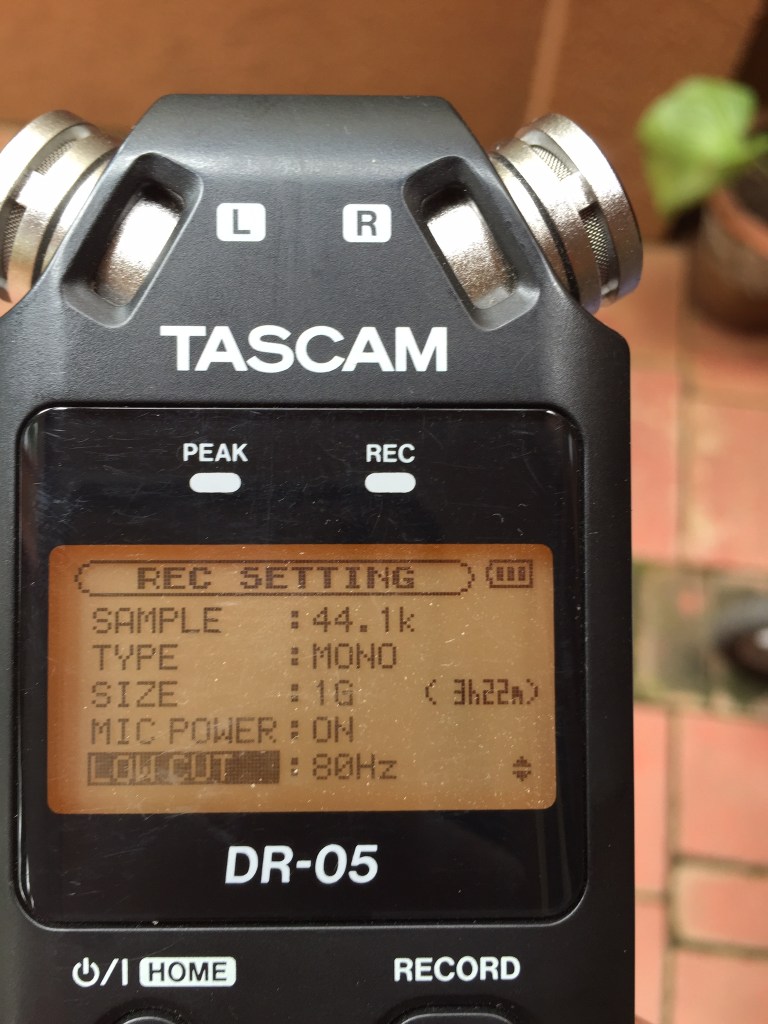 L R
TASCAM
PEAK REC
REC SETTING
SAMPLE : 44.1k
TYPE : MONO
SIZE : 1G ( 3h22m)
MIC POWER : ON
LOW CUT : 80Hz
DR-05
⏻/I HOME RECORD